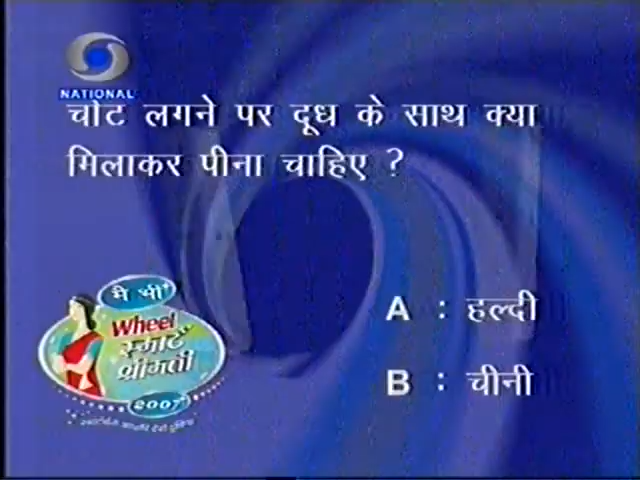 NATIONAL
चोट लगने पर दूध के साथ क्या
मिलाकर पीना चाहिए ?
A : हल्दी
B : चीनी
मै भी
Wheel
स्मार्ट
श्रीमती
2007